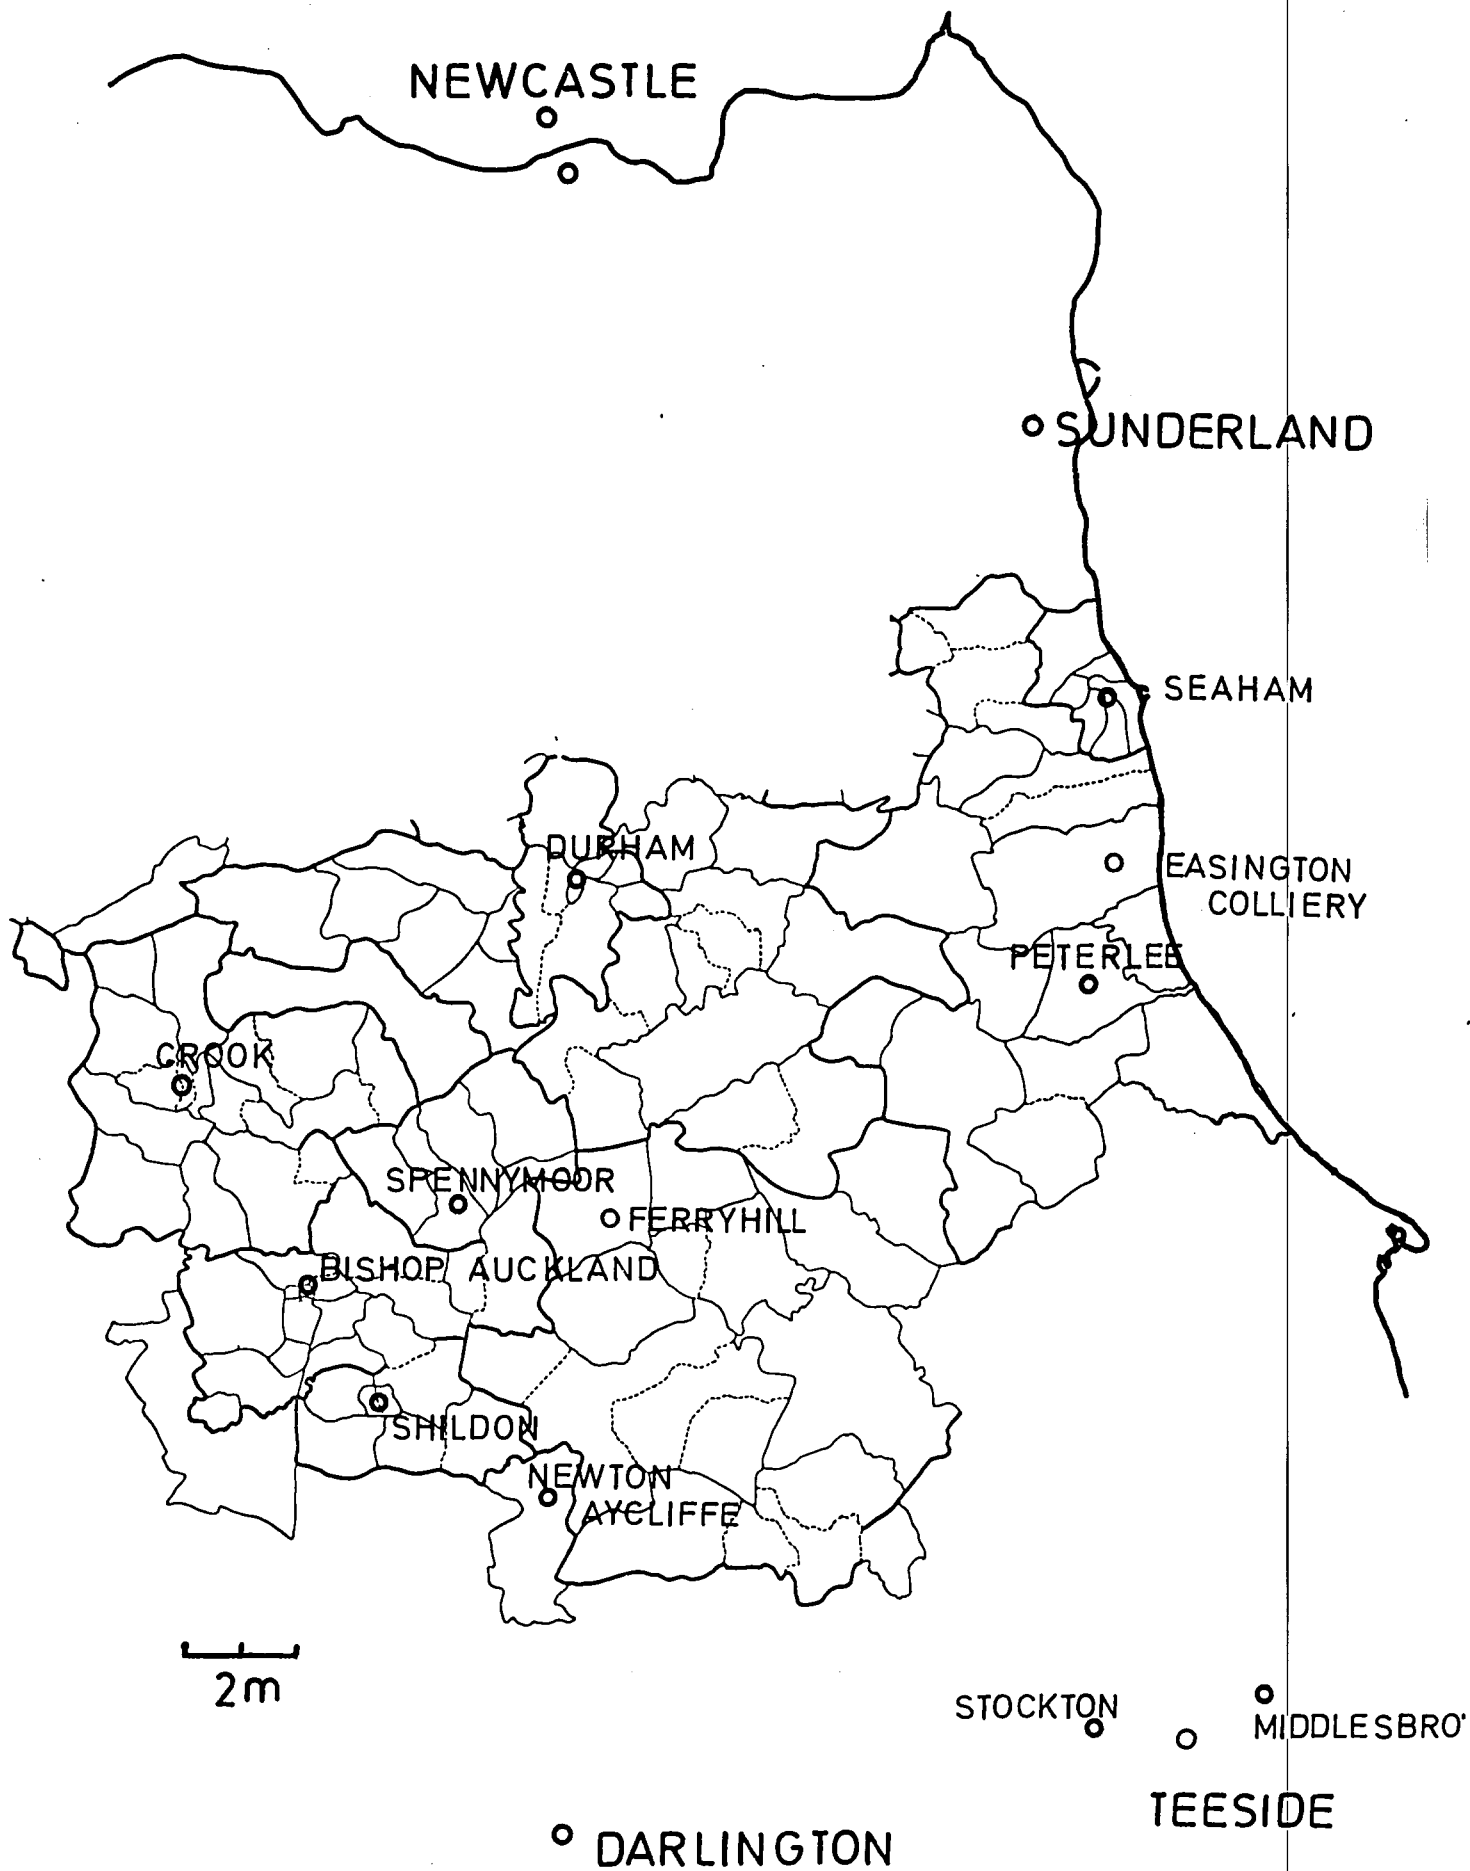 NEWCASTLE
SUNDERLAND
SEAHAM
DURHAM
EASINGTON
COLLIERY
PETERLEE
CROOK
SPENNYMOOR
FERRYHILL
BISHOP AUCKLAND
SHILDON
NEWTON
AYCLIFFE
2m
STOCKTON
MIDDLESBRO'
TEESIDE
DARLINGTON